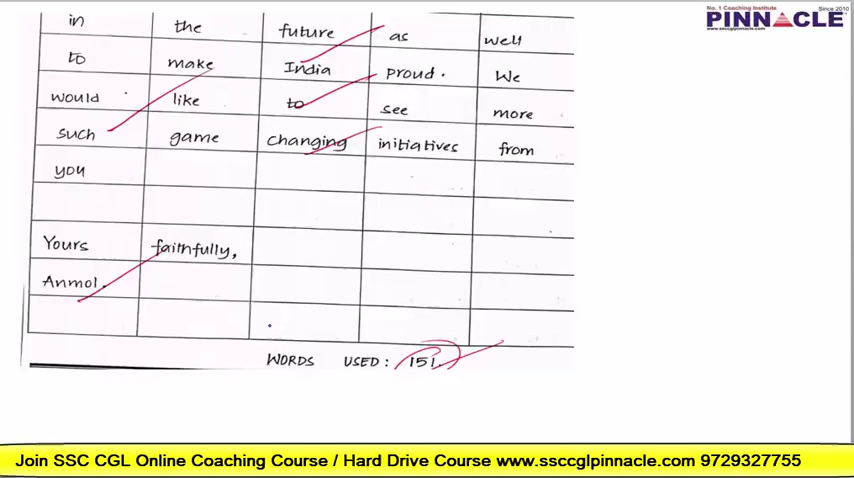 No. 1 Coaching Institute Since 2010
PINNACLE
www.ssccglpinnacle.com
in the future as well
to make India proud. We
would like to see more
such game changing initiatives from
you
Yours faithfully,
Anmol.
WORDS USED: 151
Join SSC CGL Online Coaching Course / Hard Drive Course www.ssccglpinnacle.com 9729327755